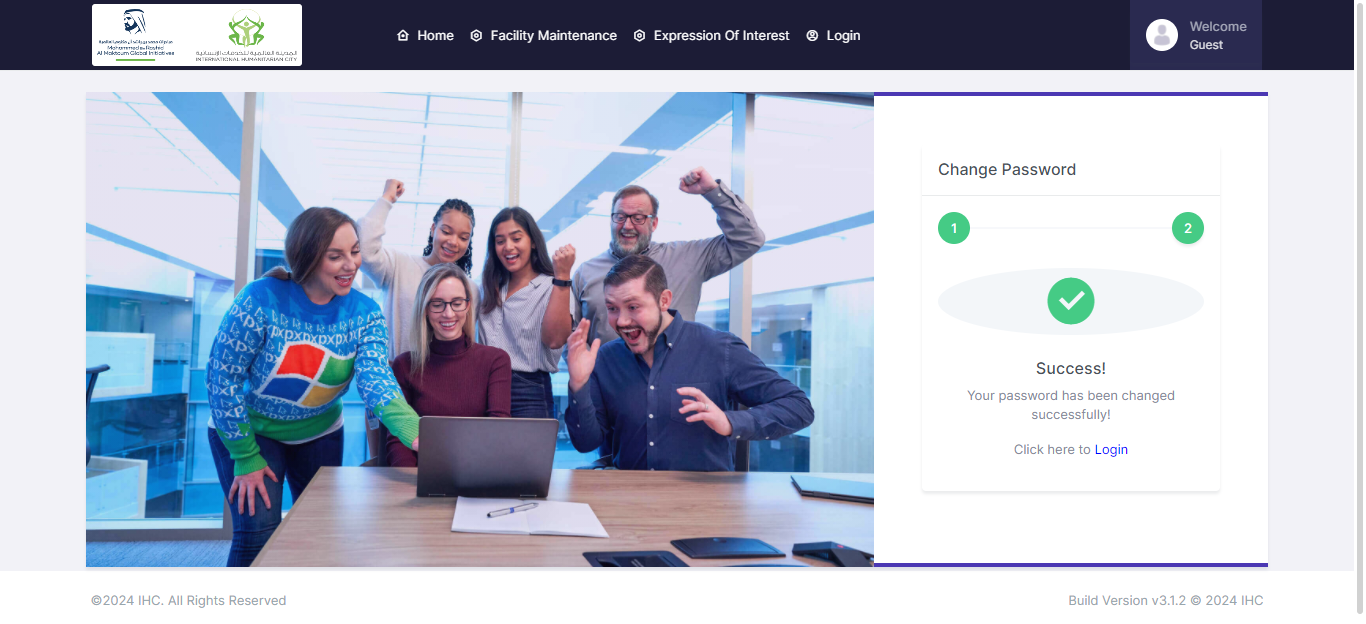 Mohammed Bin Rashid
Al Maktoum Global Initiatives
INTERNATIONAL HUMANITARIAN CITY
Home
Facility Maintenance
Expression Of Interest
Login
Welcome
Guest
Change Password
1
2
Success!
Your password has been changed
successfully!
Click here to Login
©2024 IHC. All Rights Reserved
Build Version v3.1.2 © 2024 IHC